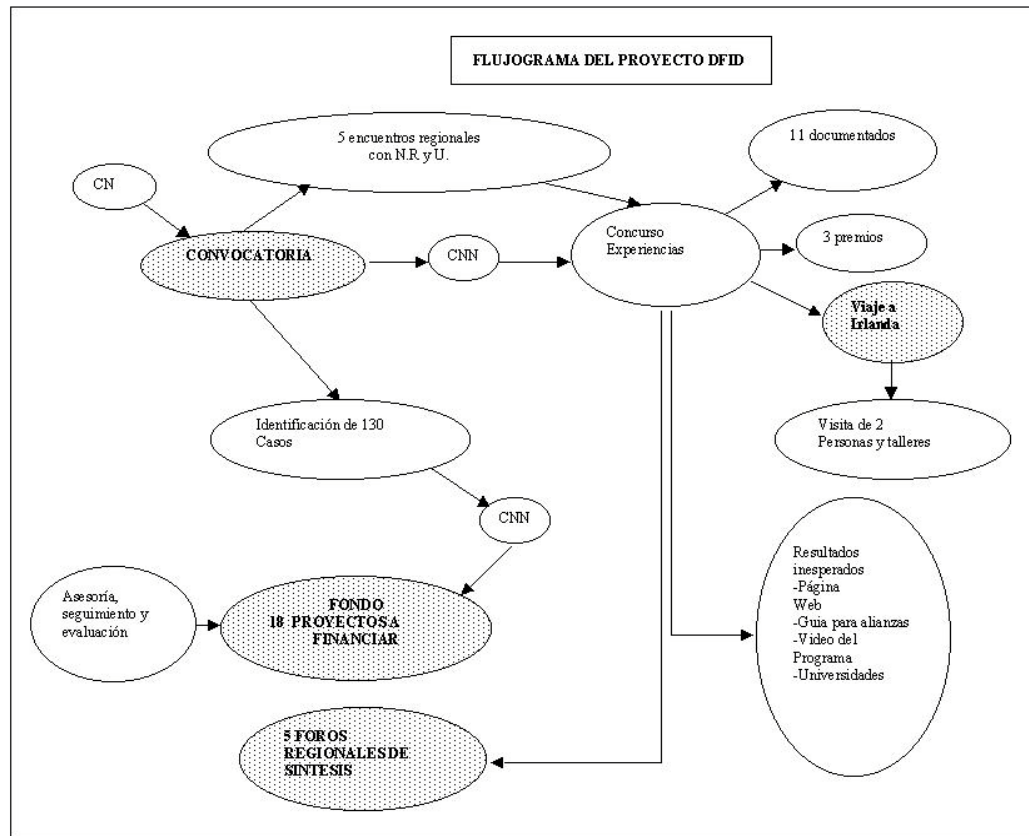 FLUJOGRAMA DEL PROYECTO DFID
5 encuentros regionales
con N.R y U.
11 documentados
CN
CONVOCATORIA
CNN
Concurso
Experiencias
3 premios
Viaje a
Irlanda
Identificación de 130
Casos
Visita de 2
Personas y talleres
CNN
Asesoría,
seguimiento y
evaluación
FONDO
18 PROYECTOS A
FINANCIAR
Resultados
inesperados
-Página
Web
-Guia para alianzas
-Video del
Programa
-Universidades
5 FOROS
REGIONALES DE
SINTESIS